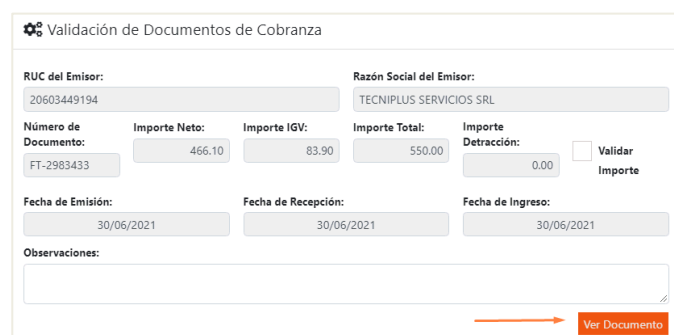 Validación de Documentos de Cobranza
RUC del Emisor:
Razón Social del Emisor:
20603449194
TECNIPLUS SERVICIOS SRL
Número de Documento:
Importe Neto:
Importe IGV:
Importe Total:
Importe Detracción:
FT-2983433
466.10
83.90
550.00
0.00
Validar
Importe
Fecha de Emisión:
Fecha de Recepción:
Fecha de Ingreso:
30/06/2021
30/06/2021
30/06/2021
Observaciones:
Ver Documento